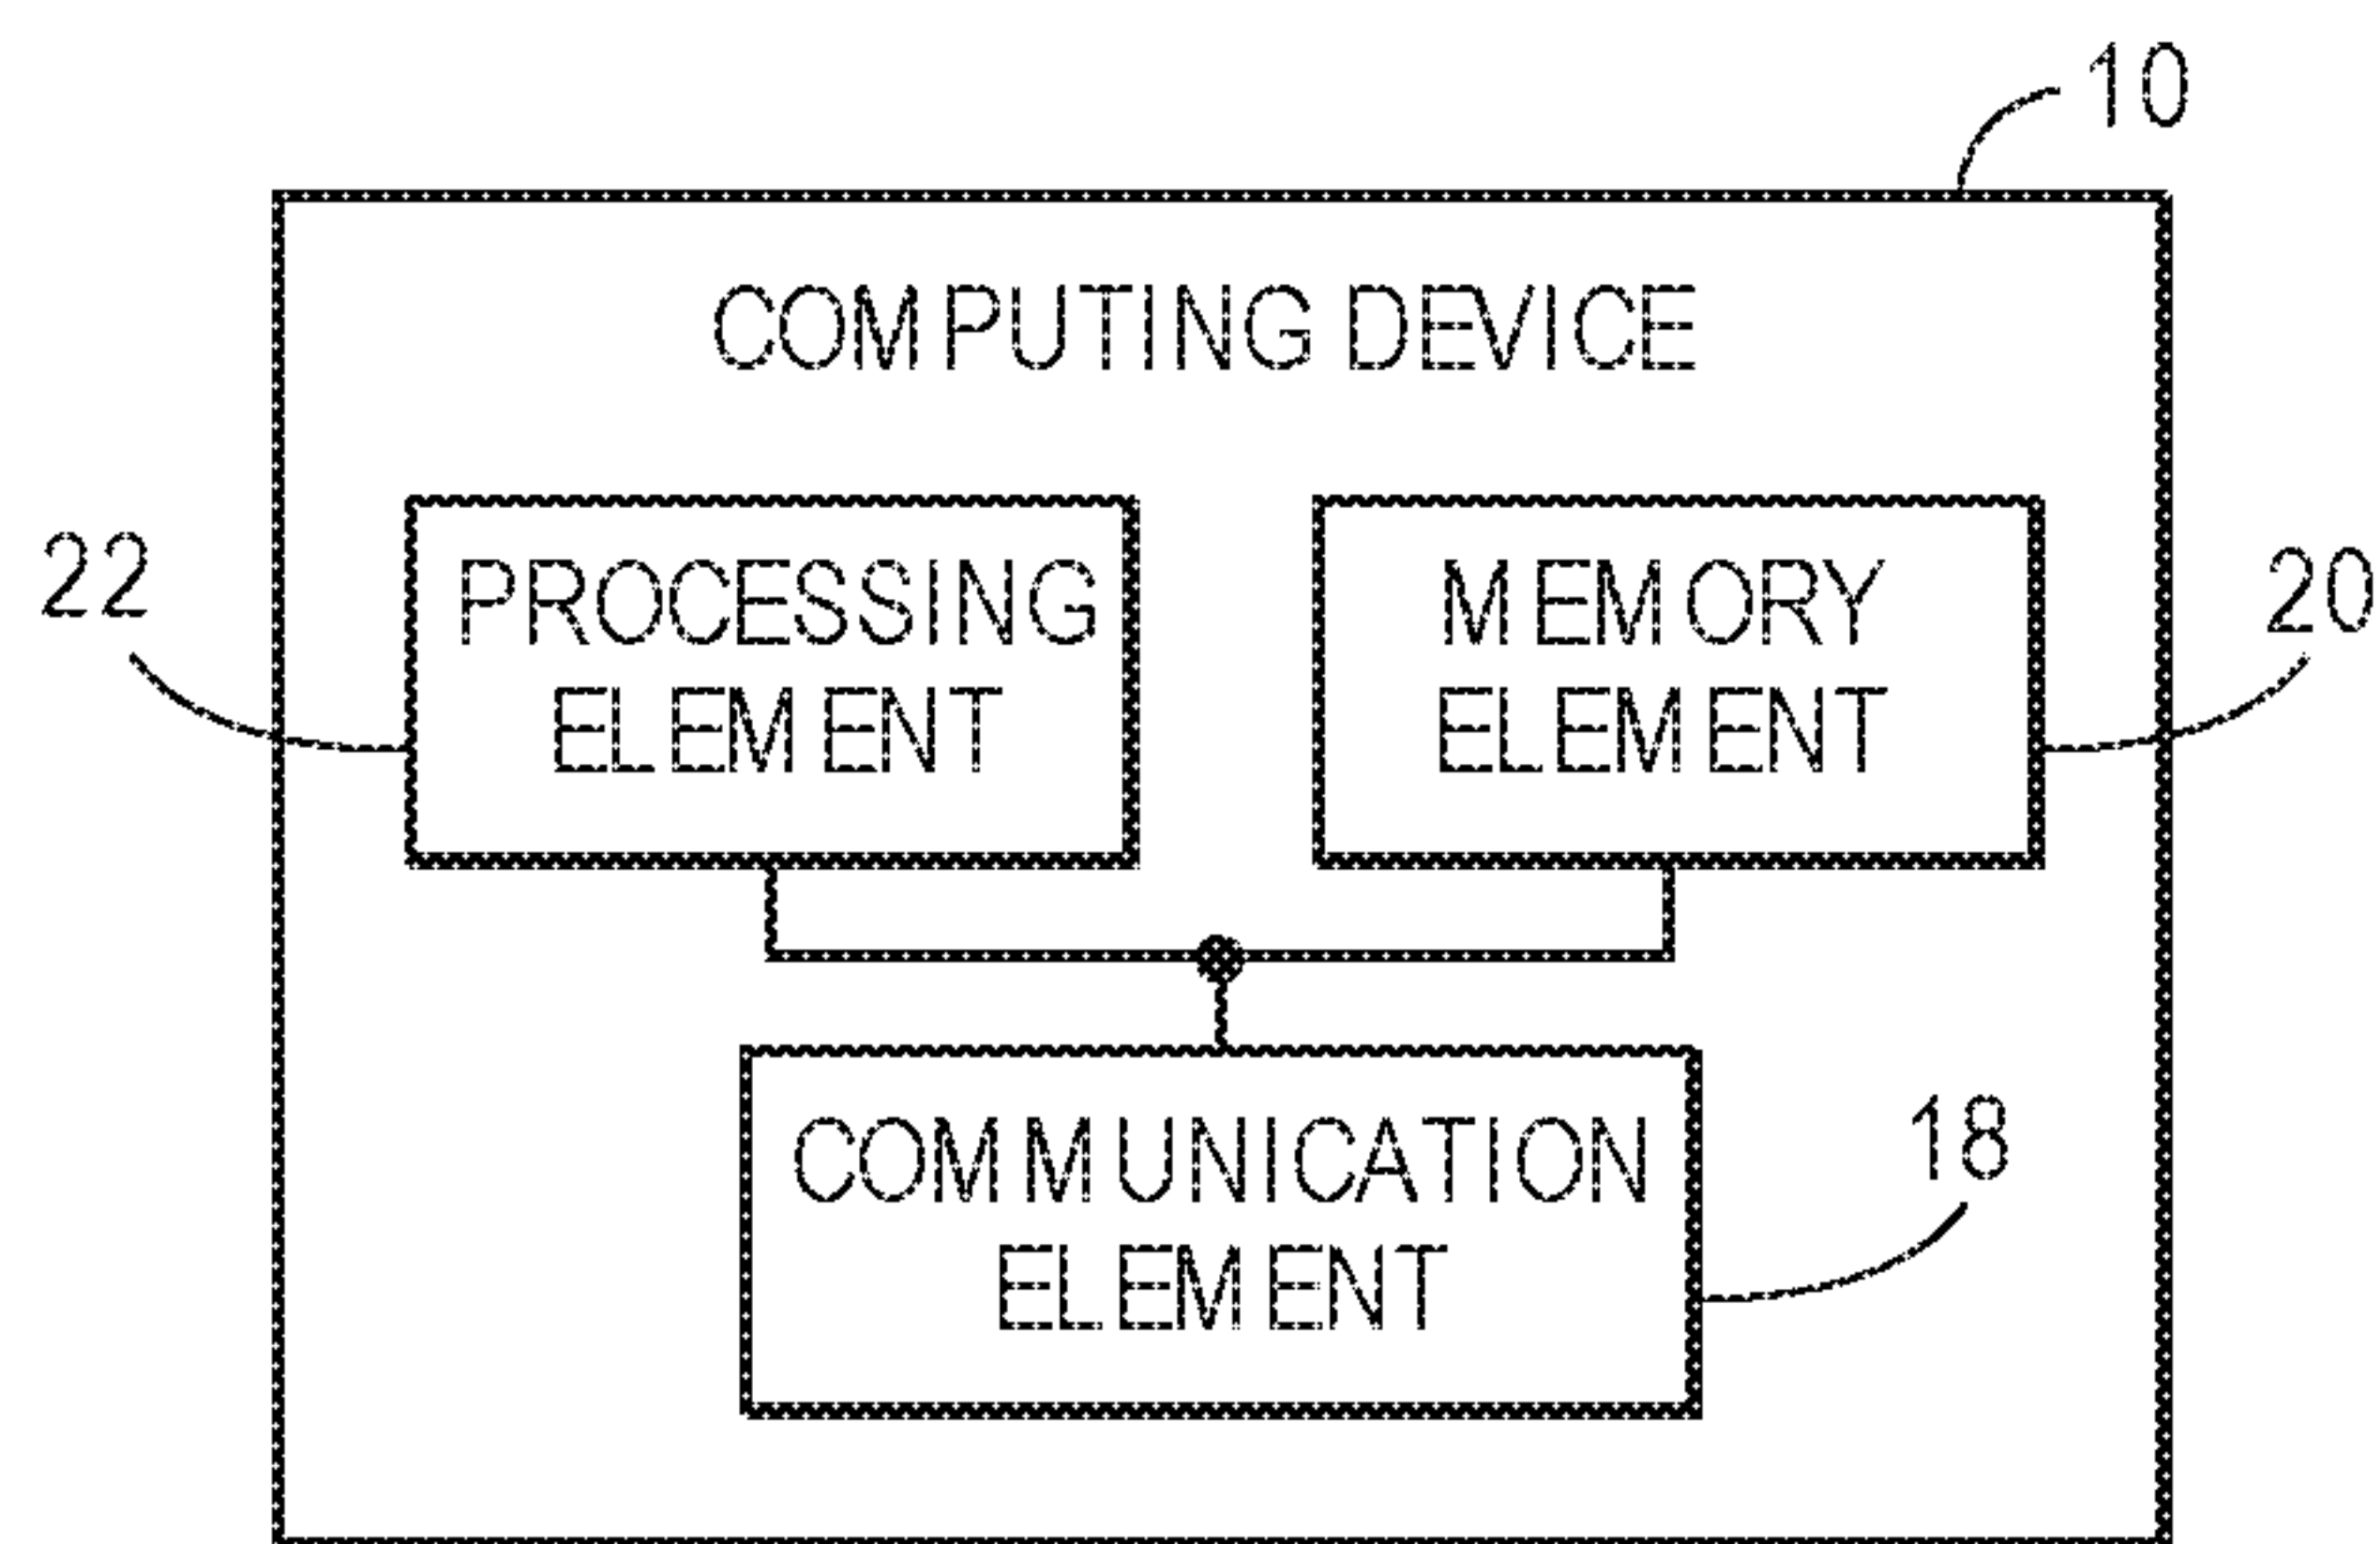 10
COMPUTING DEVICE
22
PROCESSING
ELEMENT
MEMORY
ELEMENT
20
COMMUNICATION
ELEMENT
18